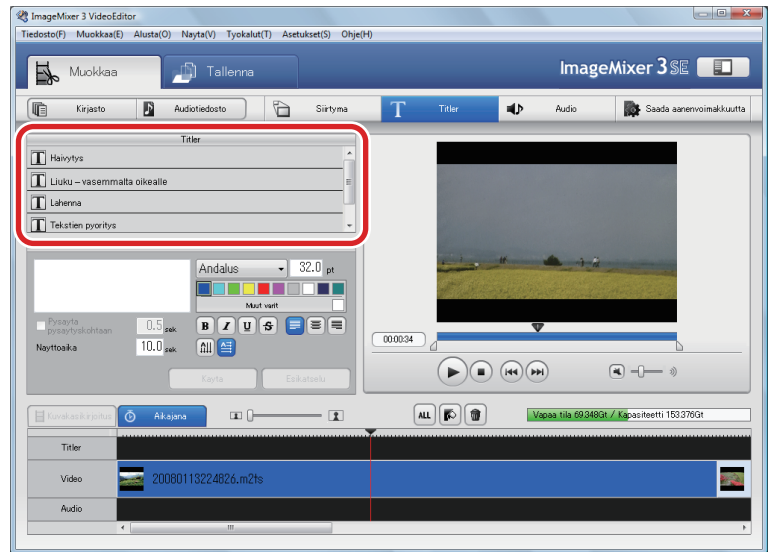 ImageMixer 3 VideoEditor
Tiedosto(F) Muokkaa(E) Alusta(O) Nayta(V) Tyokalut(T) Asetukset(S) Ohje(H)
Muokkaa
Tallenna
ImageMixer 3 SE
Kirjasto
Audiotiedosto
Siirtyma
T Titler
Audio
Saada aanenvoimakkuutta
Titler
T Haivytys
T Liuku – vasemmalta oikealle
T Lahenna
T Tekstien pyoritys
Andalus 32.0 pt
Muut varit
Pysayta pysaytyskohtaan 0.5 sek
B I U S
Nayttoaika 10.0 sek
Kayta
Esikatselu
00:00:34
Kuvakasikirjoitus
Aikajana
ALL
Vapaa tila 69.348Gt / Kapasiteetti 153.376Gt
Titler
Video
20080113224826.m2ts
Audio